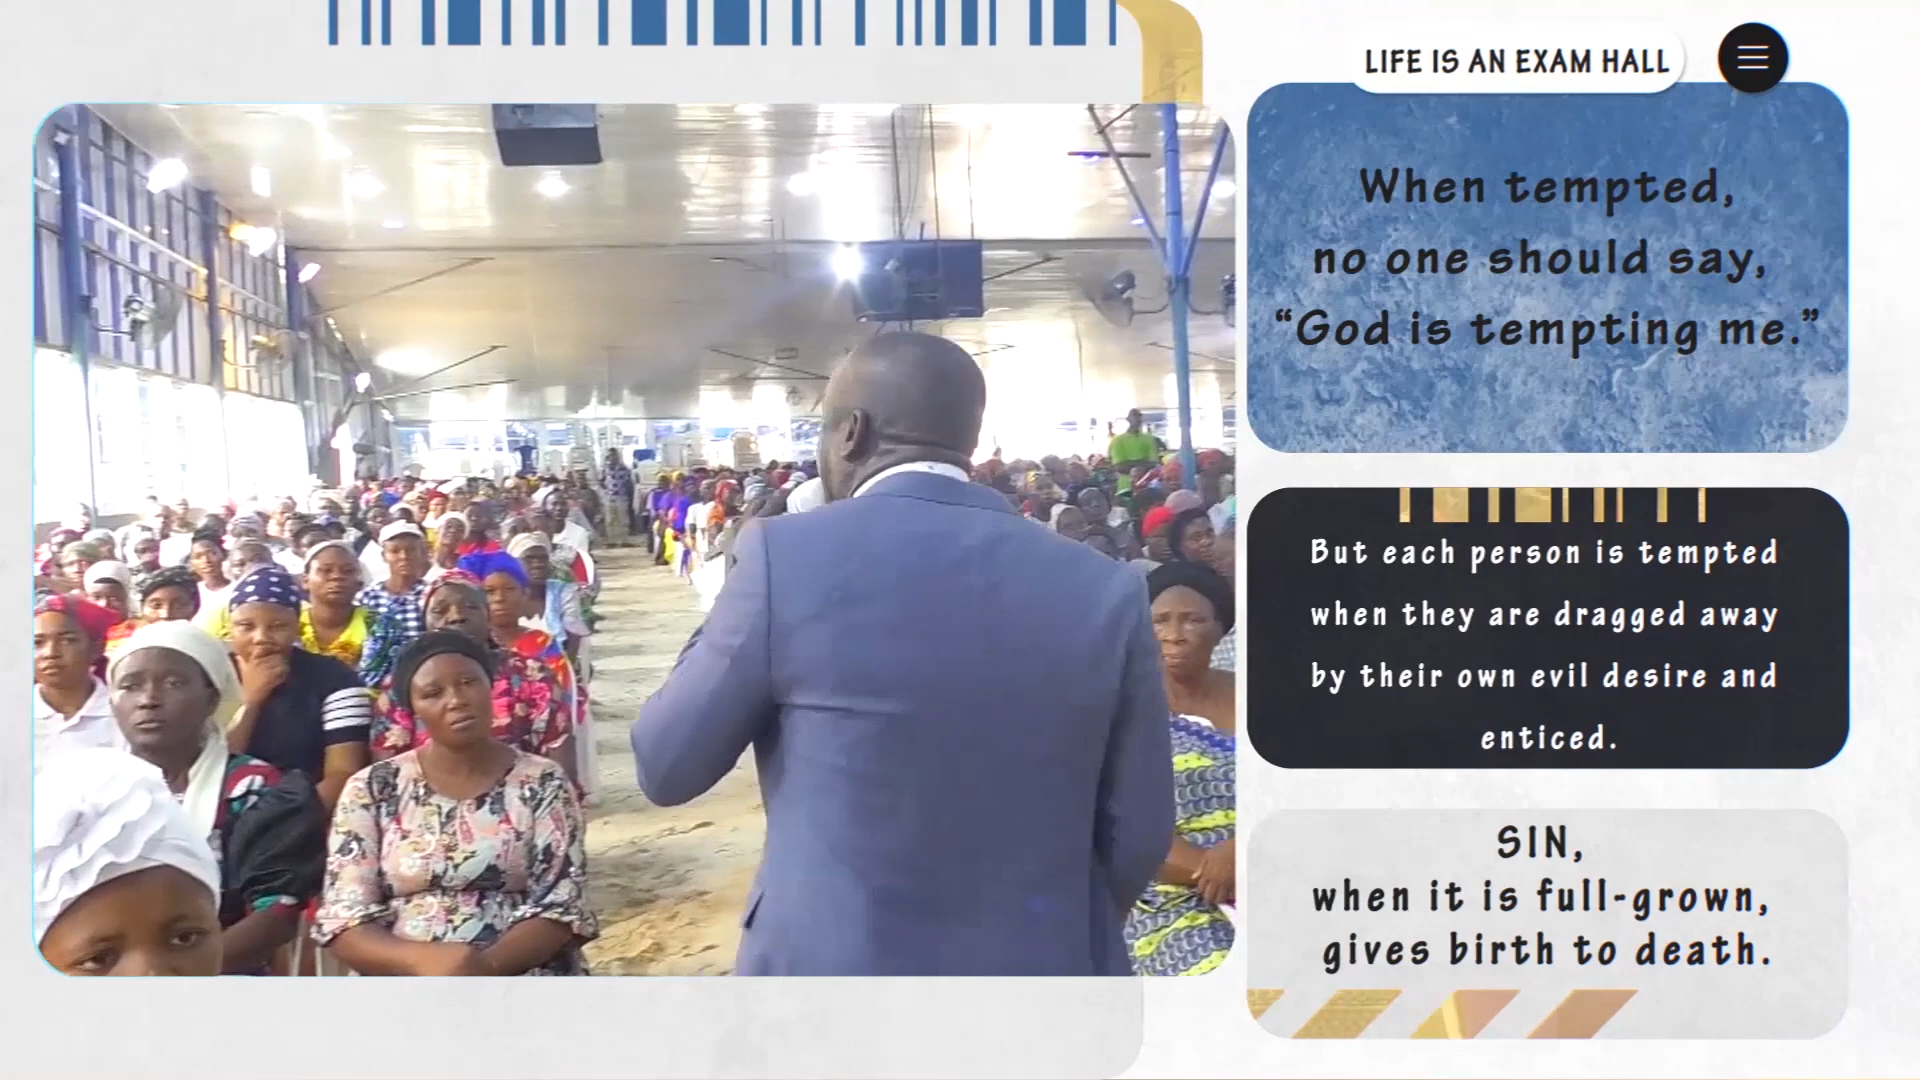 LIFE IS AN EXAM HALL
When tempted,
no one should say,
“God is tempting me.”
But each person is tempted
when they are dragged away
by their own evil desire and
enticed.
SIN,
when it is full-grown,
gives birth to death.